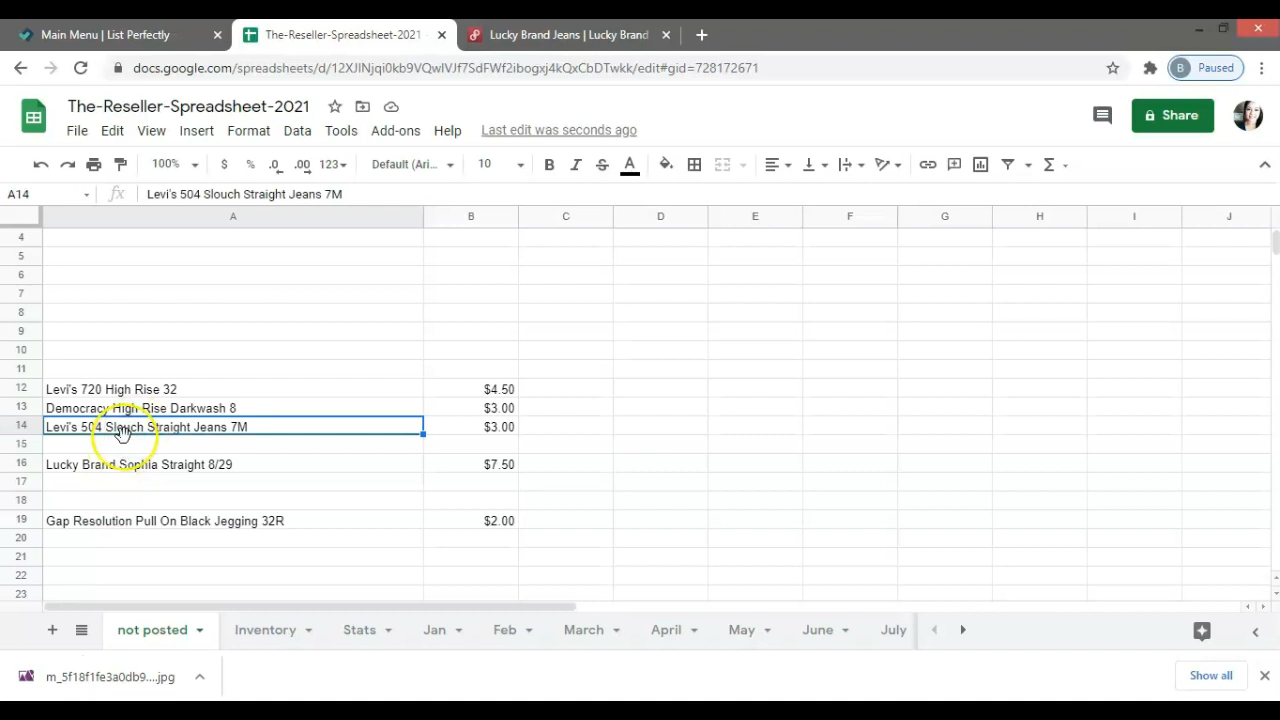 Main Menu | List Perfectly
The-Reseller-Spreadsheet-2021
Lucky Brand Jeans | Lucky Brand
docs.google.com/spreadsheets/d/12XJlNjqi0kb9VQwIVJf7SEFWf2ibogxj4kQxCbDTwkk/edit#gid=728172671
B Paused
The-Reseller-Spreadsheet-2021
File Edit View Insert Format Data Tools Add-ons Help Last edit was seconds ago
Share
100% $ % .0 .00 123 Default (Ari... 10 B I S A
A14 fx Levi's 504 Slouch Straight Jeans 7M
A B C D E F G H I J
4
5
6
7
8
9
10
11
12 Levi's 720 High Rise 32 $4.50
13 Democracy High Rise Darkwash 8 $3.00
14 Levi's 504 Slouch Straight Jeans 7M $3.00
15
16 Lucky Brand Sophia Straight 8/29 $7.50
17
18
19 Gap Resolution Pull On Black Jegging 32R $2.00
20
21
22
23
not posted Inventory Stats Jan Feb March April May June July
m_5f18f1fe3a0db9....jpg
Show all